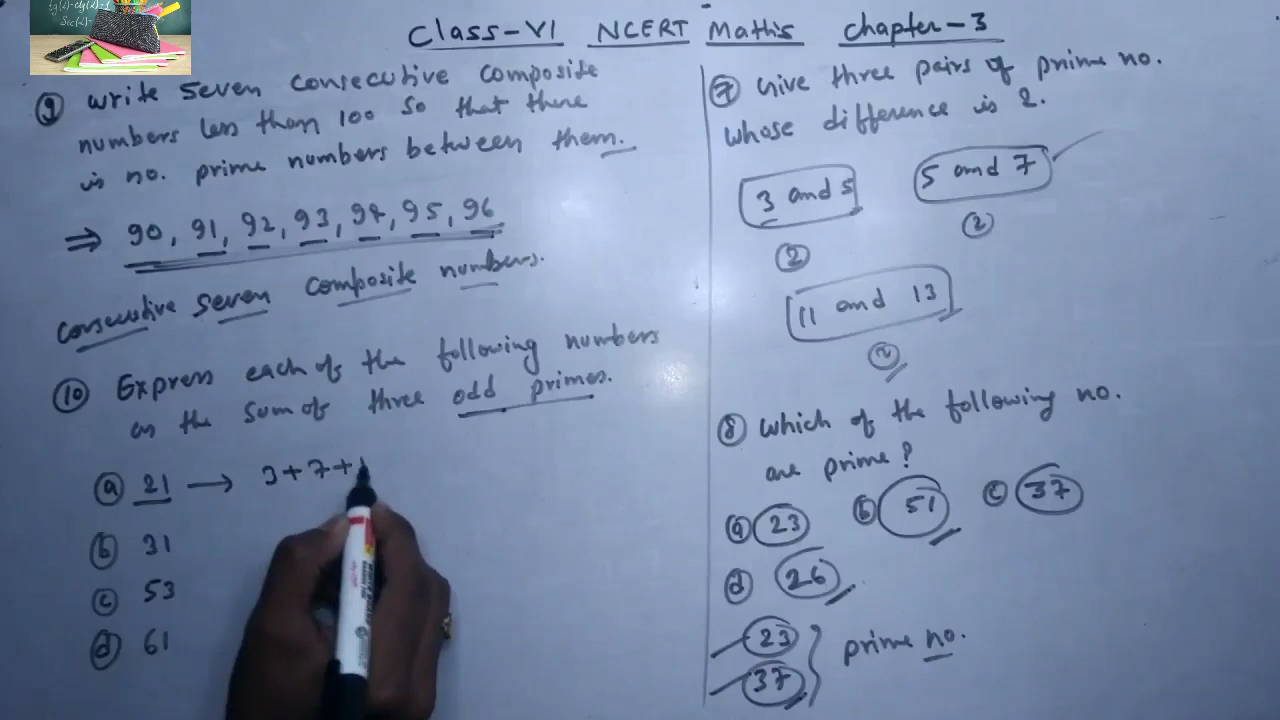 Class-VI NCERT Maths chapter-3
⑨ Write seven consecutive composite
numbers less than 100 so that there
is no. prime numbers between them.
⇒ 90, 91, 92, 93, 94, 95, 96
consecutive seven composite numbers.
⑩ Express each of the following numbers
as the sum of three odd primes.
ⓐ 21 → 3+7+1
ⓑ 31
ⓒ 53
ⓓ 61
⑦ Give three pairs of prime no.
whose difference is 2.
3 and 5 5 and 7
② ②
11 and 13
②
⑧ Which of the following no.
are prime?
ⓐ 23 ⓑ 51 ⓒ 37
ⓓ 26
23
37 } prime no.